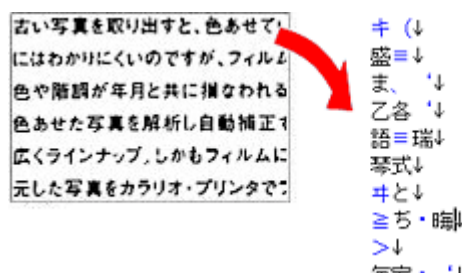 古い写真を取り出すと、色あせてい
にはわかりにくいのですが、フィルム
色や階調が年月と共に損なわれる
色あせた写真を解析し自動補正す
広くラインナップ。しかもフィルムに
元した写真をカラリオ・プリンタでプ
キ（↓
盛≡↓
ま、‘↓
乙各‘↓
語≡瑞↓
琴式↓
ヰと↓
≧ぢ・晦↓
＞↓